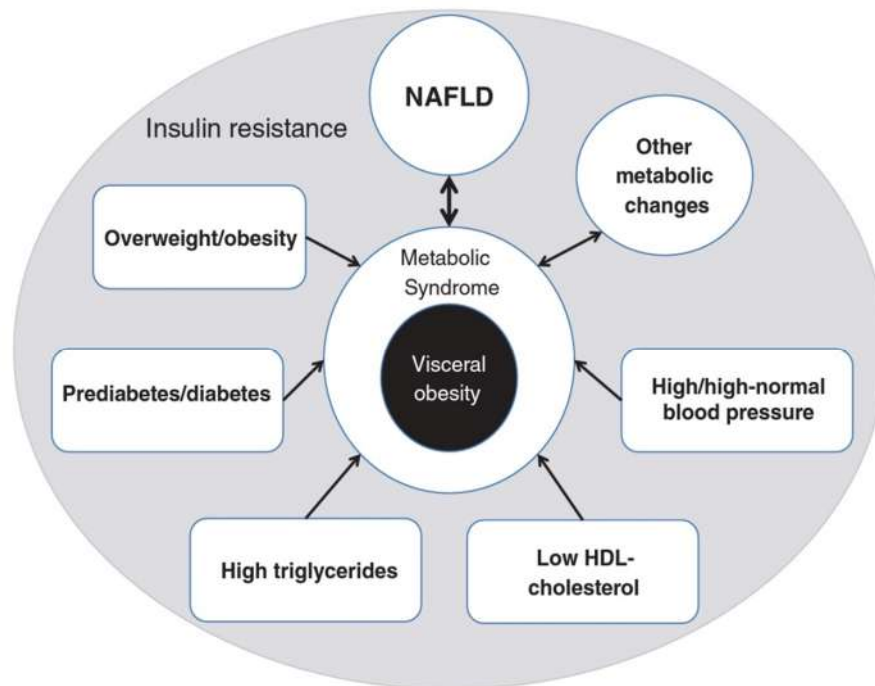 NAFLD
Insulin resistance
Other
metabolic
changes
Overweight/obesity
Metabolic
Syndrome
Visceral
obesity
Prediabetes/diabetes
High/high-normal
blood pressure
High triglycerides
Low HDL-
cholesterol